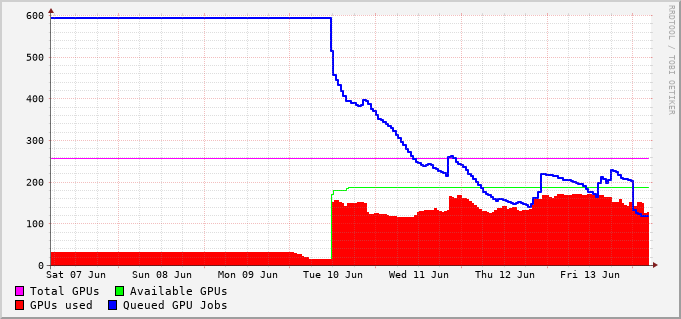 600
500
400
300
200
100
0
Sat 07 Jun Sun 08 Jun Mon 09 Jun Tue 10 Jun Wed 11 Jun Thu 12 Jun Fri 13 Jun
Total GPUs Available GPUs
GPUs used Queued GPU Jobs
RRDTOOL / TOBI OETIKER